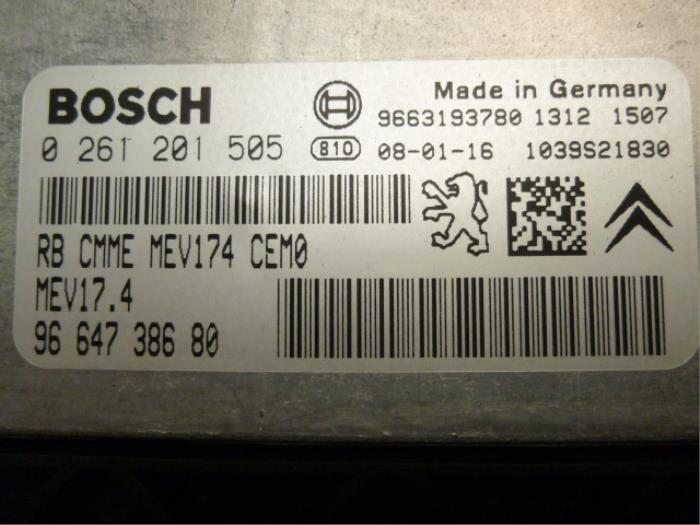 BOSCH
Made in Germany
9663193780 1312 1507
0 261 201 505 810 08-01-16 1039S21830
RB CMME MEV174 CEM0
MEV17.4
96 647 386 80